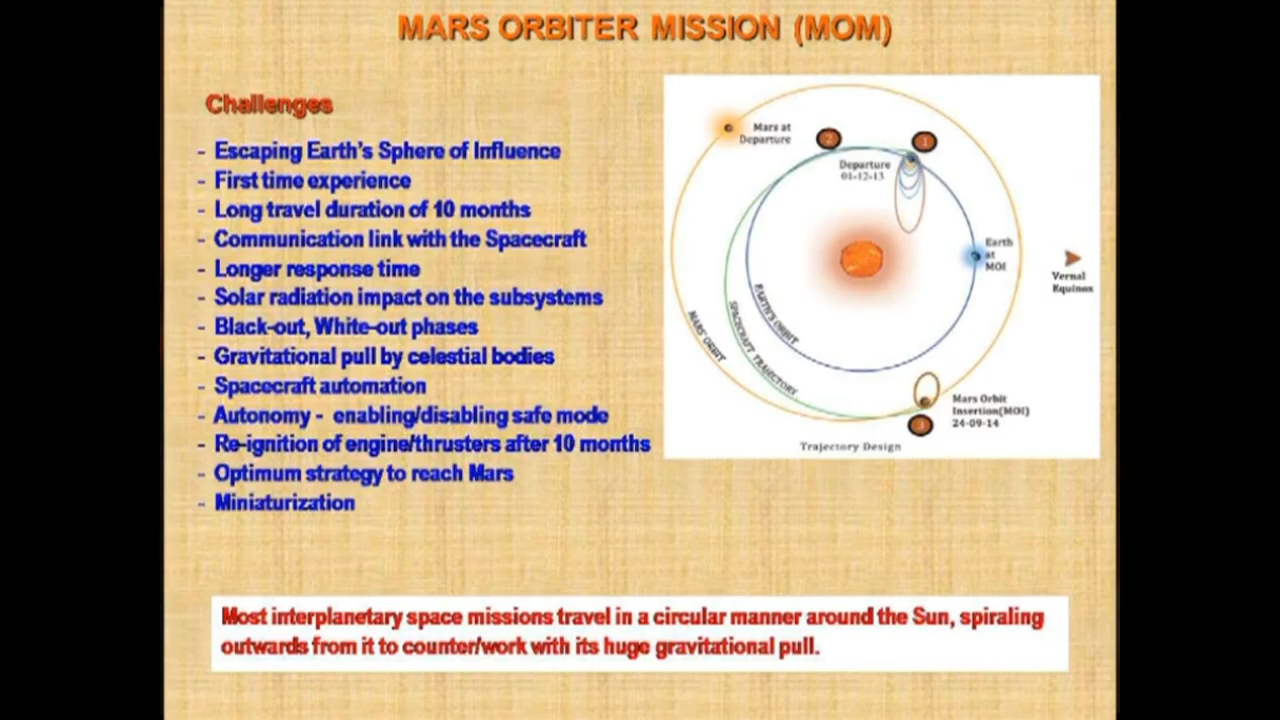 MARS ORBITER MISSION (MOM)
Challenges
- Escaping Earth's Sphere of Influence
- First time experience
- Long travel duration of 10 months
- Communication link with the Spacecraft
- Longer response time
- Solar radiation impact on the subsystems
- Black-out, White-out phases
- Gravitational pull by celestial bodies
- Spacecraft automation
- Autonomy - enabling/disabling safe mode
- Re-ignition of engine/thrusters after 10 months
- Optimum strategy to reach Mars
- Miniaturization
Mars at
Departure
2
1
Departure
01-12-13
Earth
at
MOI
Vernal
Equinox
EARTH'S ORBIT
SPACECRAFT TRAJECTORY
MARS' ORBIT
Mars Orbit
Insertion(MOI)
24-09-14
3
Trajectory Design
Most interplanetary space missions travel in a circular manner around the Sun, spiraling
outwards from it to counter/work with its huge gravitational pull.